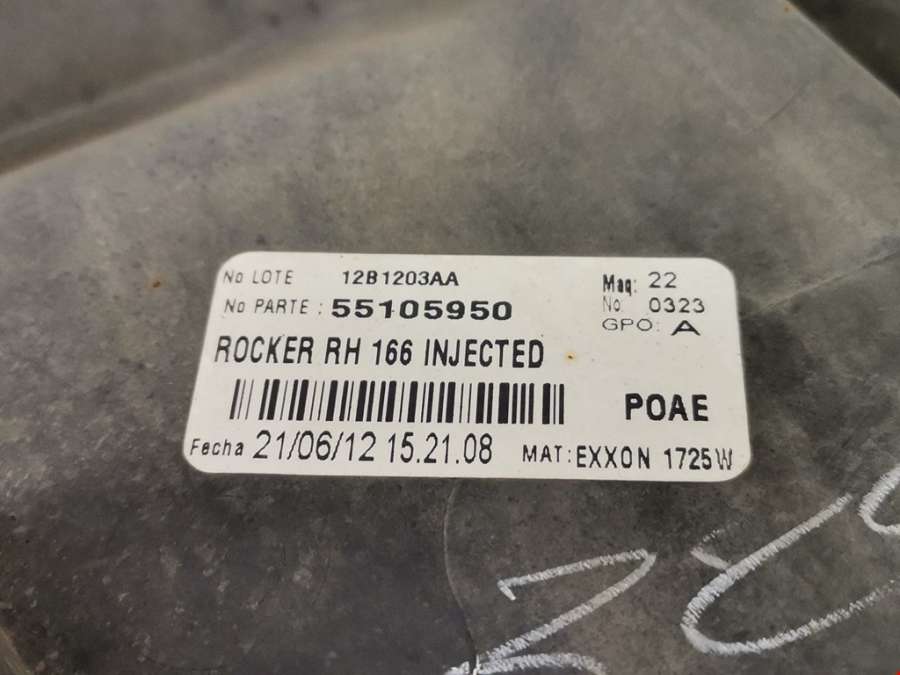 No LOTE 12B1203AA
Maq: 22
No PARTE : 55105950
No 0323
GPO: A
ROCKER RH 166 INJECTED
POAE
Fecha 21/06/12 15.21.08
MAT:EXXON 1725W